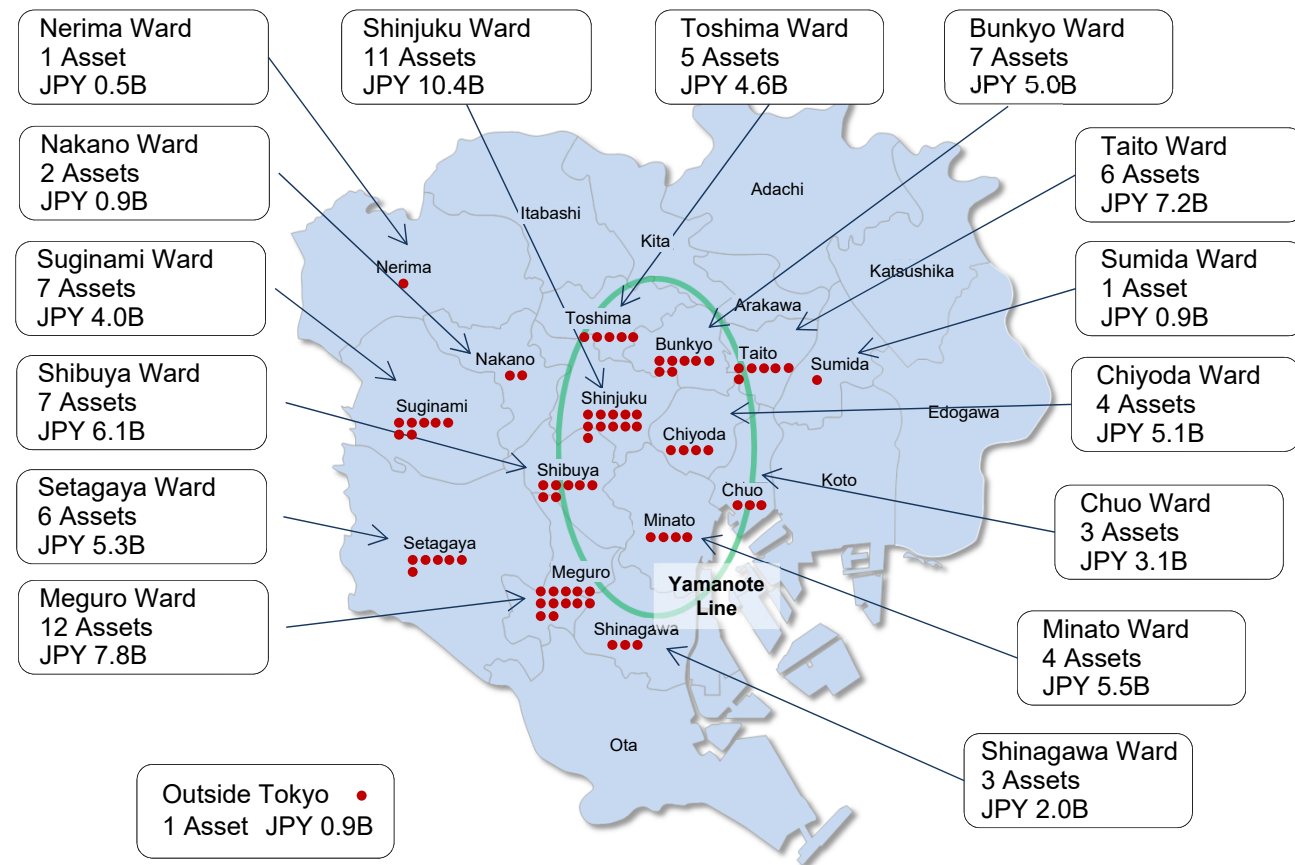 Nerima Ward
1 Asset
JPY 0.5B
Shinjuku Ward
11 Assets
JPY 10.4B
Toshima Ward
5 Assets
JPY 4.6B
Bunkyo Ward
7 Assets
JPY 5.0B
Nakano Ward
2 Assets
JPY 0.9B
Taito Ward
6 Assets
JPY 7.2B
Suginami Ward
7 Assets
JPY 4.0B
Sumida Ward
1 Asset
JPY 0.9B
Shibuya Ward
7 Assets
JPY 6.1B
Chiyoda Ward
4 Assets
JPY 5.1B
Setagaya Ward
6 Assets
JPY 5.3B
Chuo Ward
3 Assets
JPY 3.1B
Meguro Ward
12 Assets
JPY 7.8B
Minato Ward
4 Assets
JPY 5.5B
Shinagawa Ward
3 Assets
JPY 2.0B
Outside Tokyo
1 Asset JPY 0.9B
Adachi
Itabashi
Kita
Nerima
Katsushika
Arakawa
Toshima
Bunkyo
Taito
Nakano
Sumida
Shinjuku
Suginami
Edogawa
Chiyoda
Shibuya
Koto
Chuo
Minato
Setagaya
Meguro
Yamanote
Line
Shinagawa
Ota